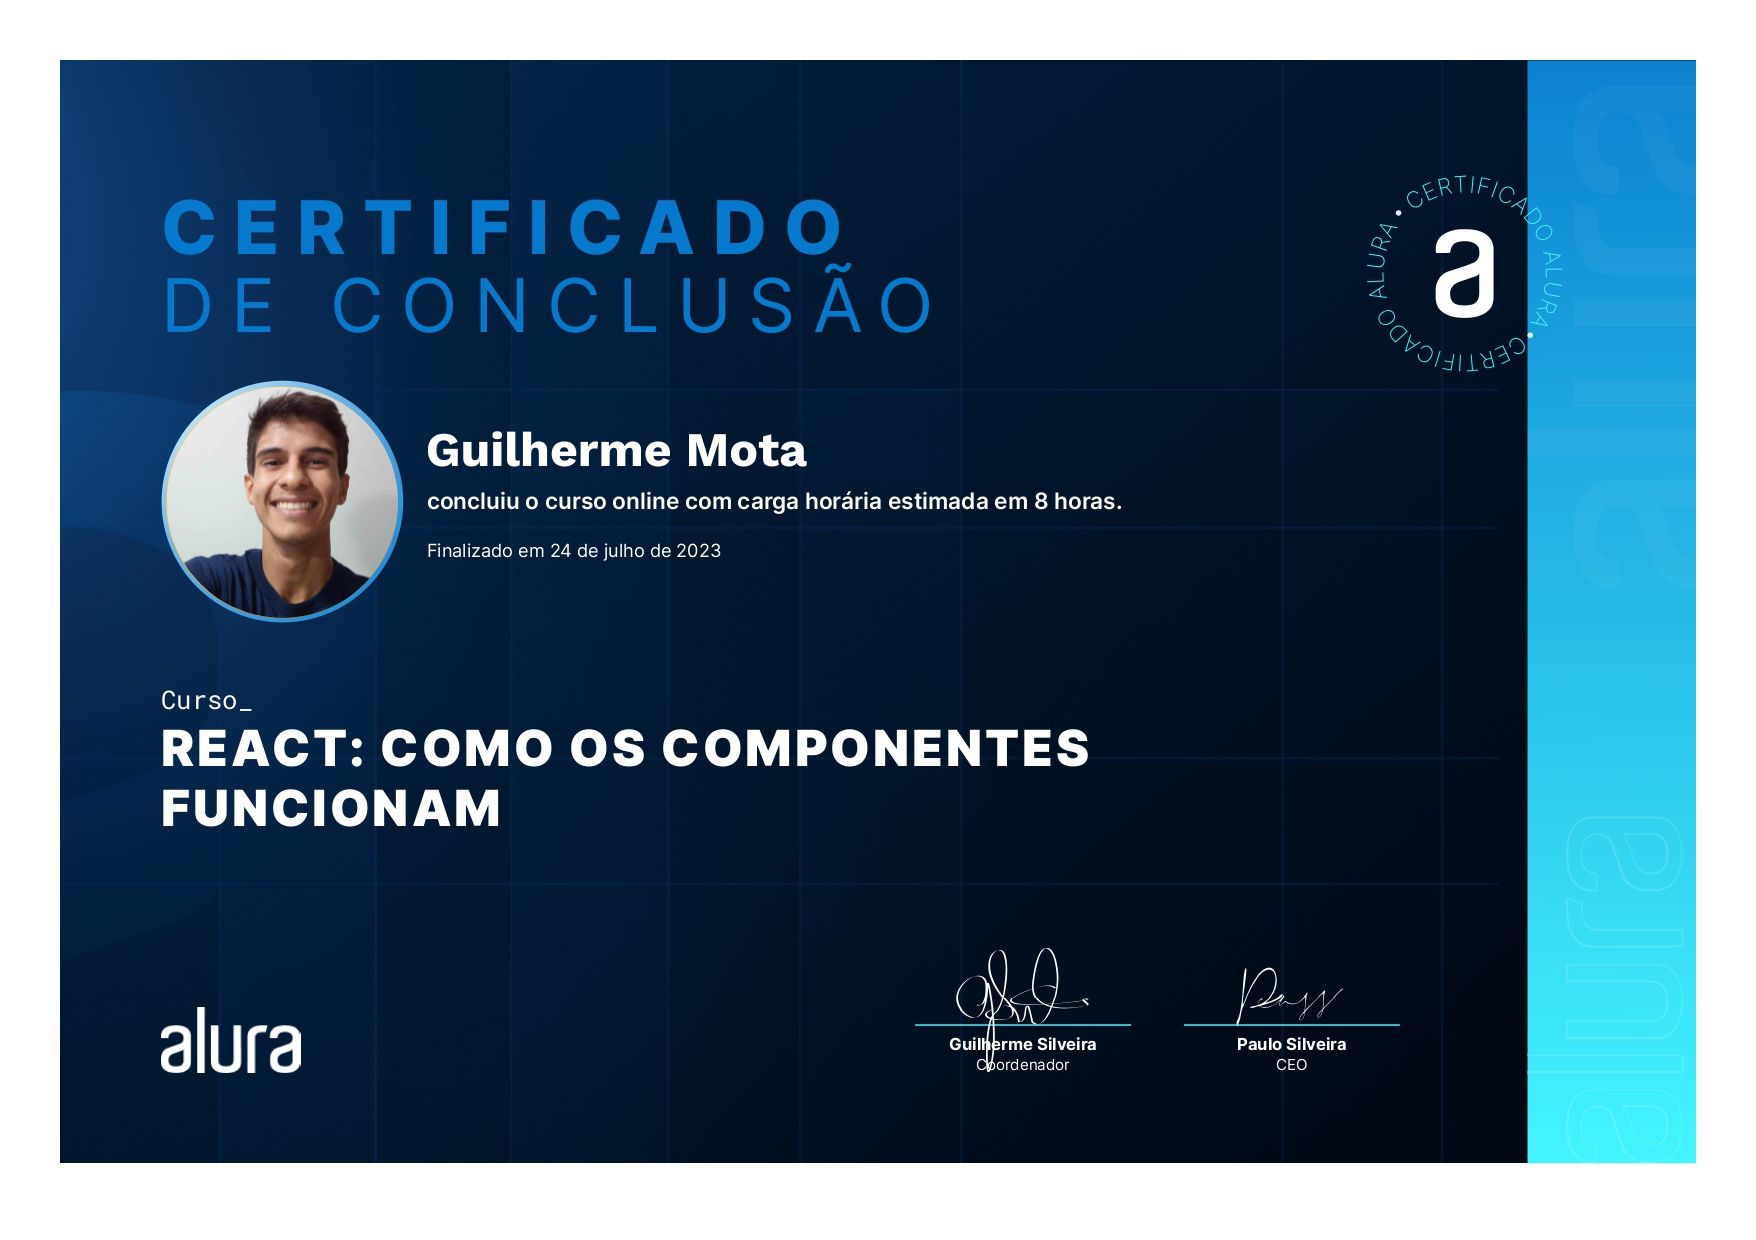 CERTIFICADO
DE CONCLUSÃO
CERTIFICADO ALURA • CERTIFICADO ALURA •
a
Guilherme Mota
concluiu o curso online com carga horária estimada em 8 horas.
Finalizado em 24 de julho de 2023
Curso_
REACT: COMO OS COMPONENTES
FUNCIONAM
alura
Guilherme Silveira
Coordenador
Paulo Silveira
CEO
alura
alura